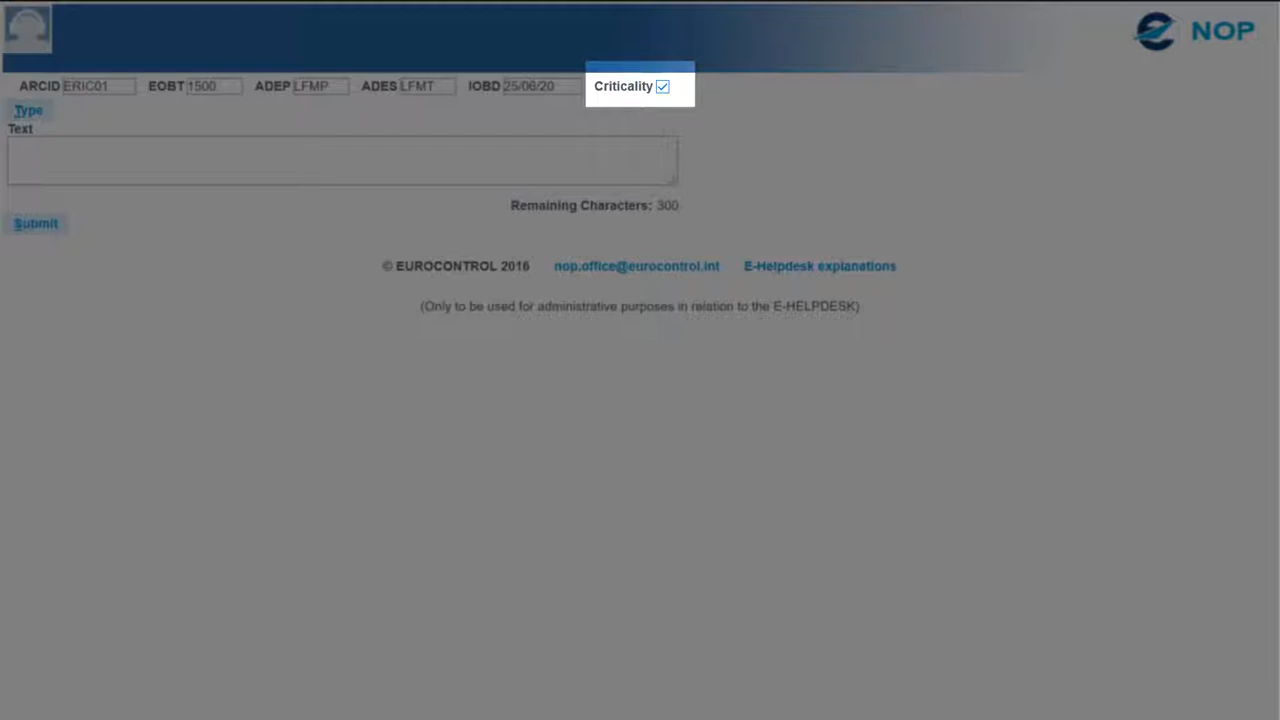 NOP
ARCID ERIC01 EOBT 1500 ADEP LFMP ADES LFMT IOBD 25/06/20 Criticality
Type
Text
Remaining Characters: 300
Submit
© EUROCONTROL 2016 nop.office@eurocontrol.int E-Helpdesk explanations
(Only to be used for administrative purposes in relation to the E-HELPDESK)